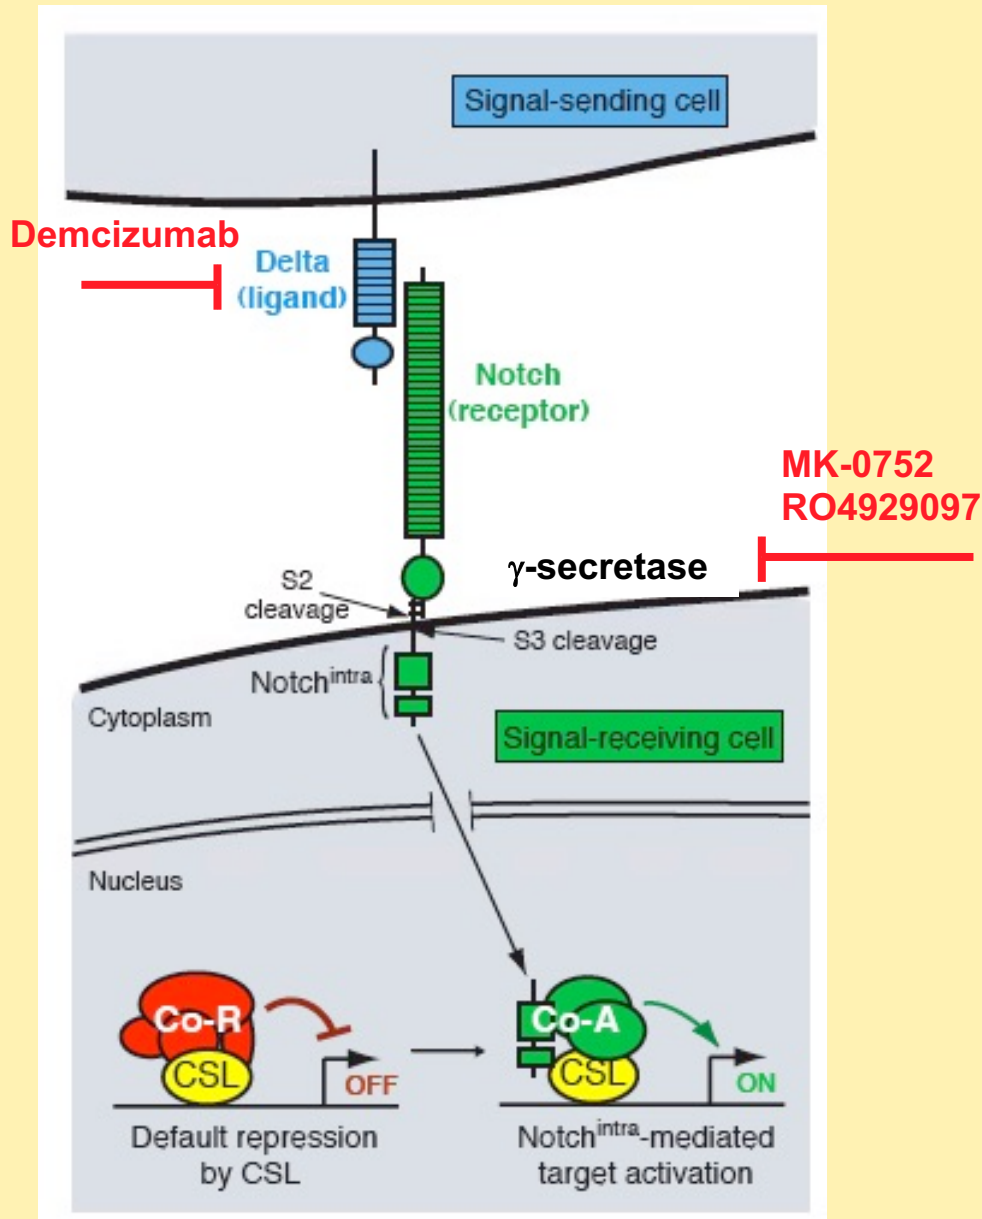 Signal-sending cell
Demcizumab
Delta
(ligand)
Notch
(receptor)
MK-0752
RO4929097
γ-secretase
S2
cleavage
S3 cleavage
Notchintra
Cytoplasm
Signal-receiving cell
Nucleus
Co-R
CSL
OFF
Co-A
CSL
ON
Default repression
by CSL
Notchintra-mediated
target activation